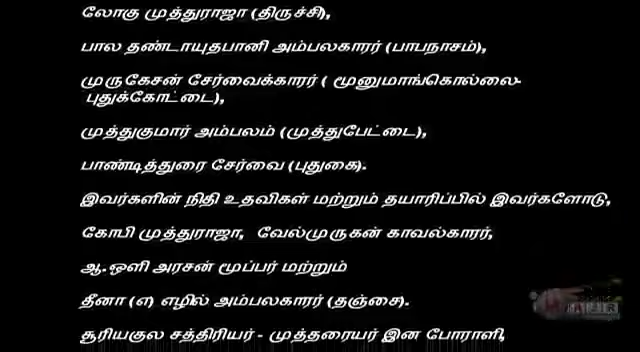 லோகு முத்துராஜா (திருச்சி),
பால தண்டாயுதபானி அம்பலகாரர் (பாபநாசம்),
முருகேசன் சேர்வைக்காரர் ( மூனுமாங்கொல்லை-
புதுக்கோட்டை),
முத்துகுமார் அம்பலம் (முத்துபேட்டை),
பாண்டித்துரை சேர்வை (புதுகை).
இவர்களின் நிதி உதவிகள் மற்றும் தயாரிப்பில் இவர்களோடு,
கோபி முத்துராஜா, வேல்முருகன் காவல்காரர்,
ஆ. ஒளி அரசன் மூப்பர் மற்றும்
தீனா (எ) எழில் அம்பலகாரர் (தஞ்சை).
சூரியகுல சத்திரியர் - முத்தரையர் இன போராளி,